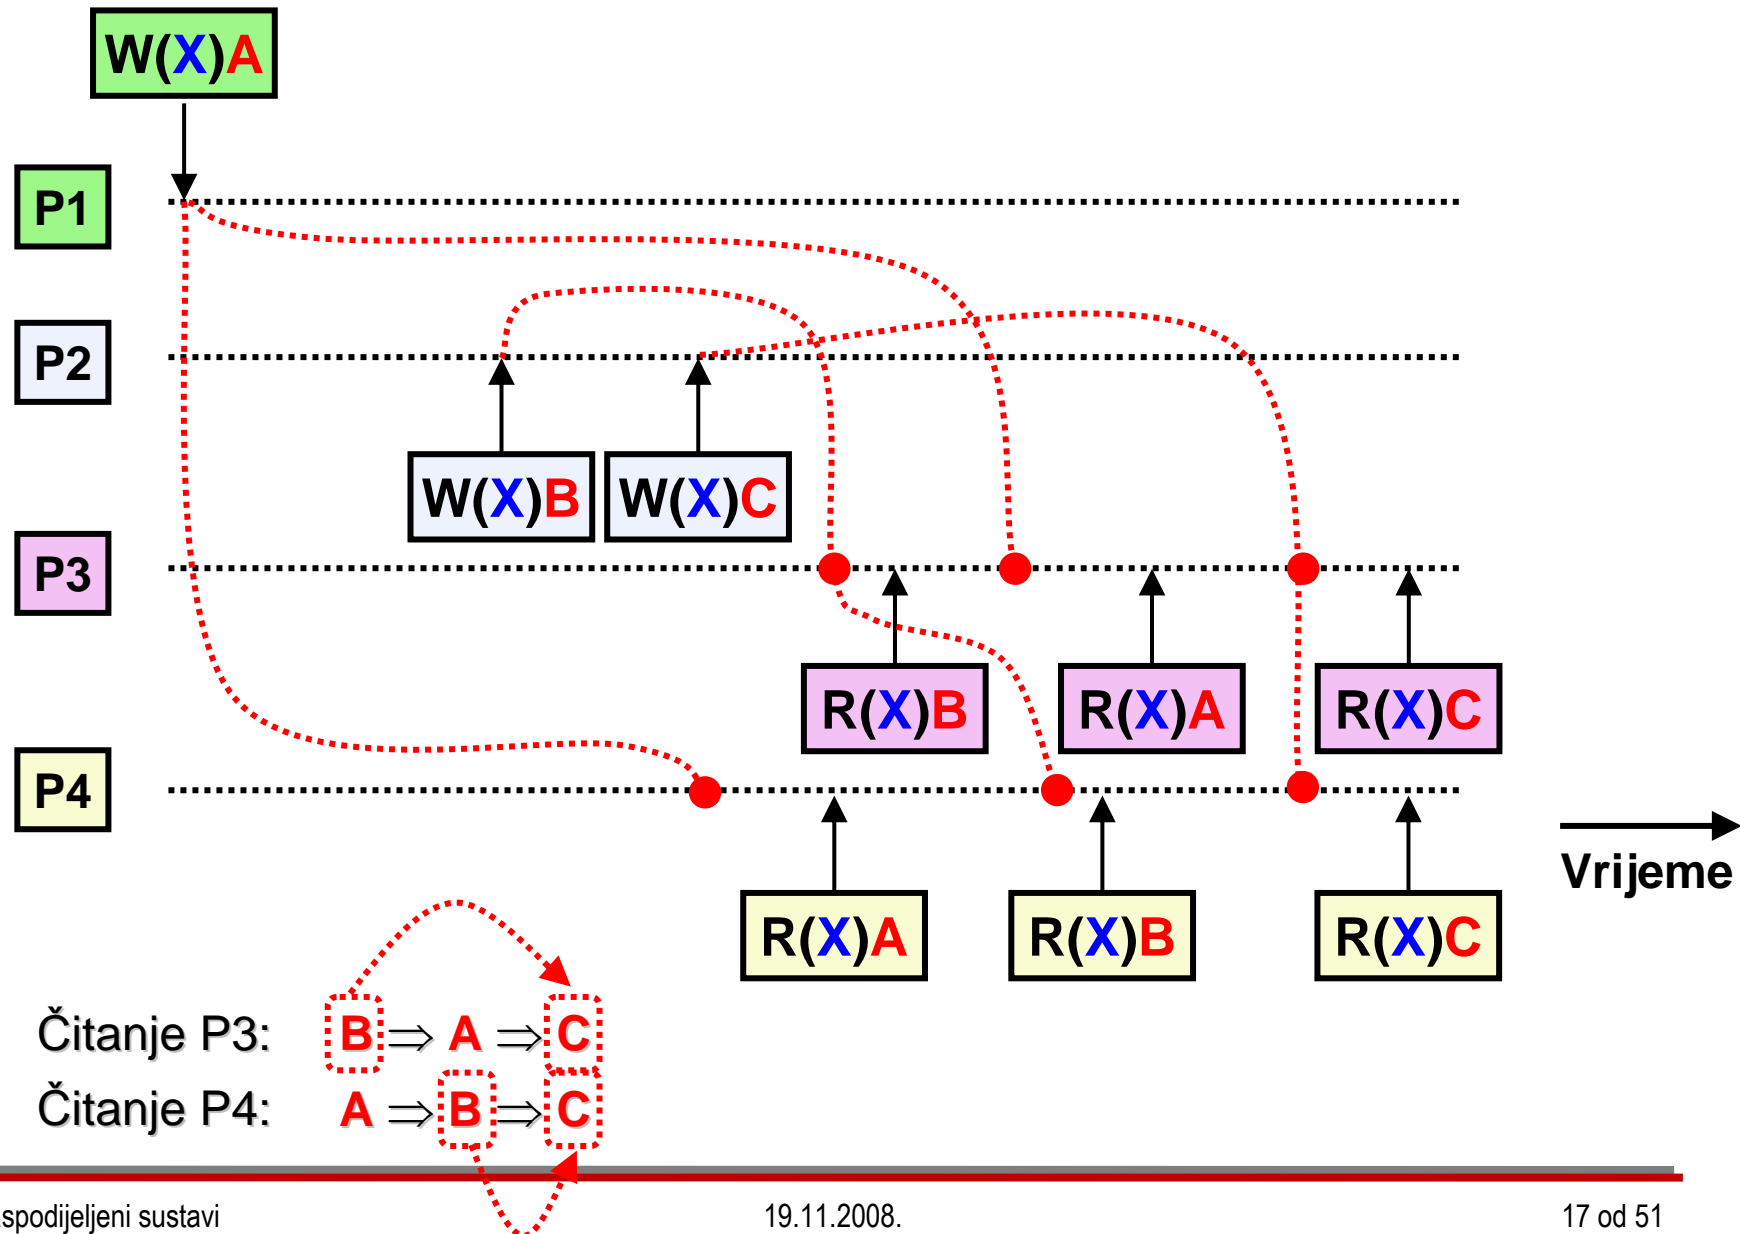 W(X)A
P1
P2
W(X)B W(X)C
P3
R(X)B R(X)A R(X)C
P4
Vrijeme
R(X)A R(X)B R(X)C
Čitanje P3: B ⇒ A ⇒ C
Čitanje P4: A ⇒ B ⇒ C
spodijeljeni sustavi 19.11.2008. 17 od 51